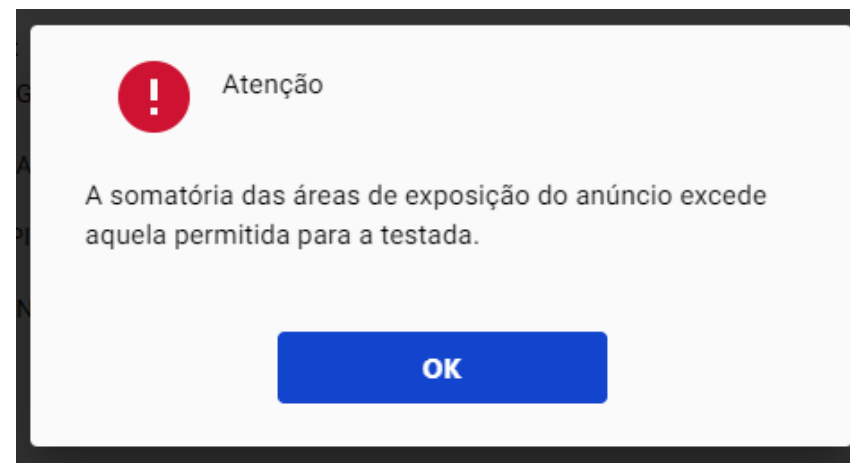 Atenção
A somatória das áreas de exposição do anúncio excede
aquela permitida para a testada.
OK